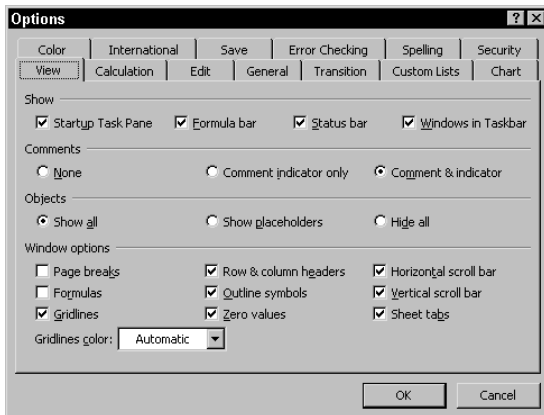 Options
Color International Save Error Checking Spelling Security
View Calculation Edit General Transition Custom Lists Chart
Show
Startup Task Pane Formula bar Status bar Windows in Taskbar
Comments
None Comment indicator only Comment & indicator
Objects
Show all Show placeholders Hide all
Window options
Page breaks Row & column headers Horizontal scroll bar
Formulas Outline symbols Vertical scroll bar
Gridlines Zero values Sheet tabs
Gridlines color: Automatic
OK Cancel